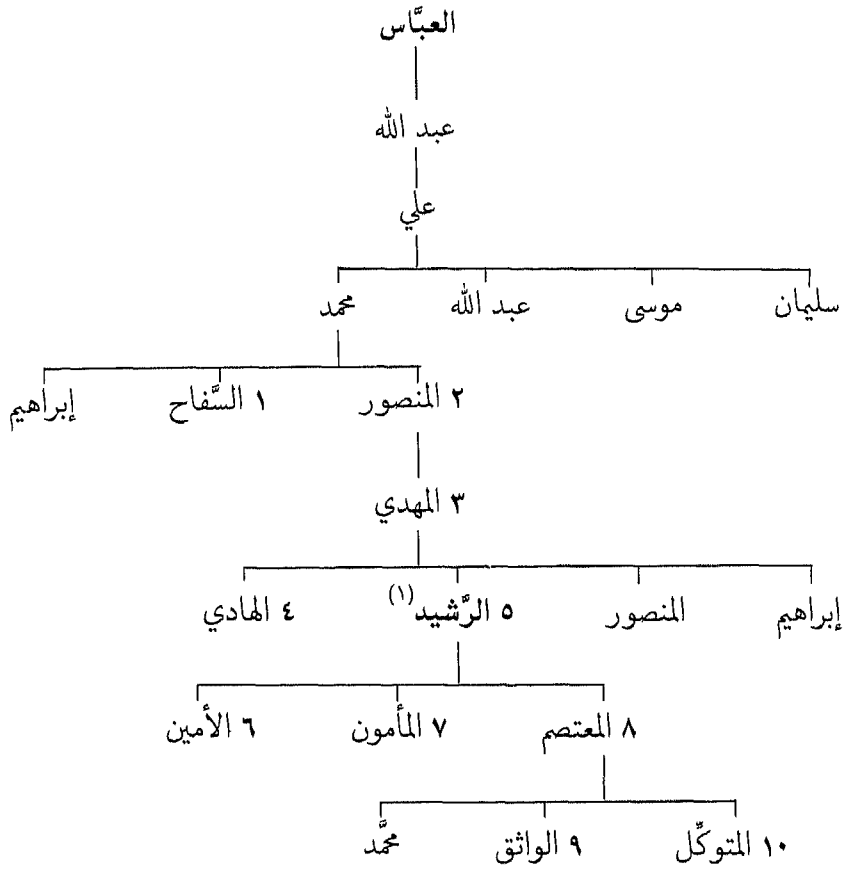 العبَّاس
عبد الله
علي
سليمان موسى عبد الله محمد
٢ المنصور ١ السَّفاح إبراهيم
٣ المهدي
إبراهيم المنصور ٥ الرَّشيد(١) ٤ الهادي
٨ المعتصم ٧ المأمون ٦ الأمين
١٠ المتوكِّل ٩ الواثق محمَّد